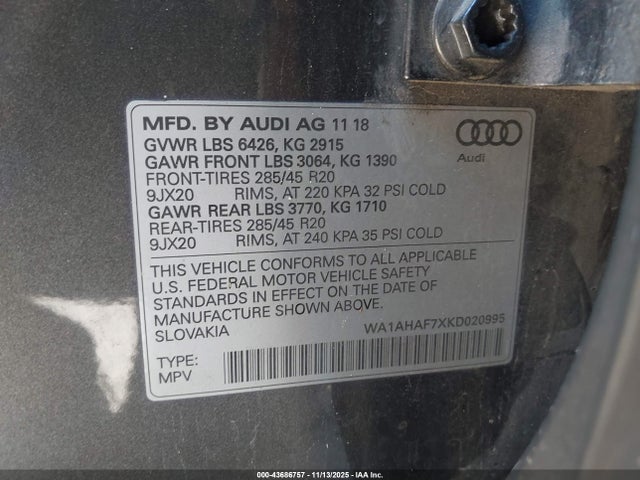 MFD. BY AUDI AG 11 18
GVWR LBS 6426, KG 2915
GAWR FRONT LBS 3064, KG 1390
FRONT-TIRES 285/45 R20
9JX20 RIMS, AT 220 KPA 32 PSI COLD
GAWR REAR LBS 3770, KG 1710
REAR-TIRES 285/45 R20
9JX20 RIMS, AT 240 KPA 35 PSI COLD
Audi
THIS VEHICLE CONFORMS TO ALL APPLICABLE
U.S. FEDERAL MOTOR VEHICLE SAFETY
STANDARDS IN EFFECT ON THE DATE OF
MANUFACTURE SHOWN ABOVE.
SLOVAKIA
WA1AHAF7XKD020995
TYPE:
MPV
000-43686757 - 11/13/2025 - IAA Inc.